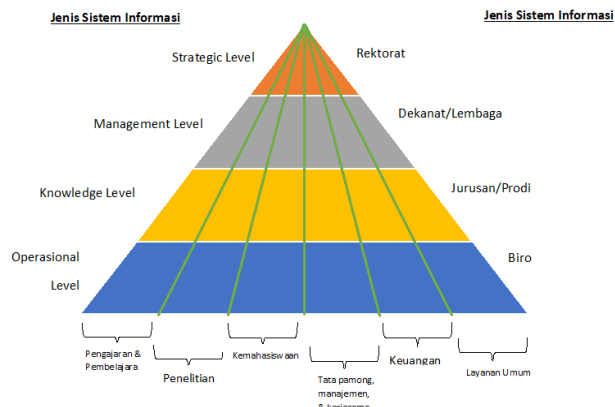 Jenis Sistem Informasi
Jenis Sistem Informasi
Strategic Level
Rektorat
Management Level
Dekanat/Lembaga
Knowledge Level
Jurusan/Prodi
Operasional
Level
Biro
Pengajaran &
Pembelajara
Penelitian
Kemahasiswaan
Tata pamong,
manajemen,
& kerjasama
Keuangan
Layanan Umum